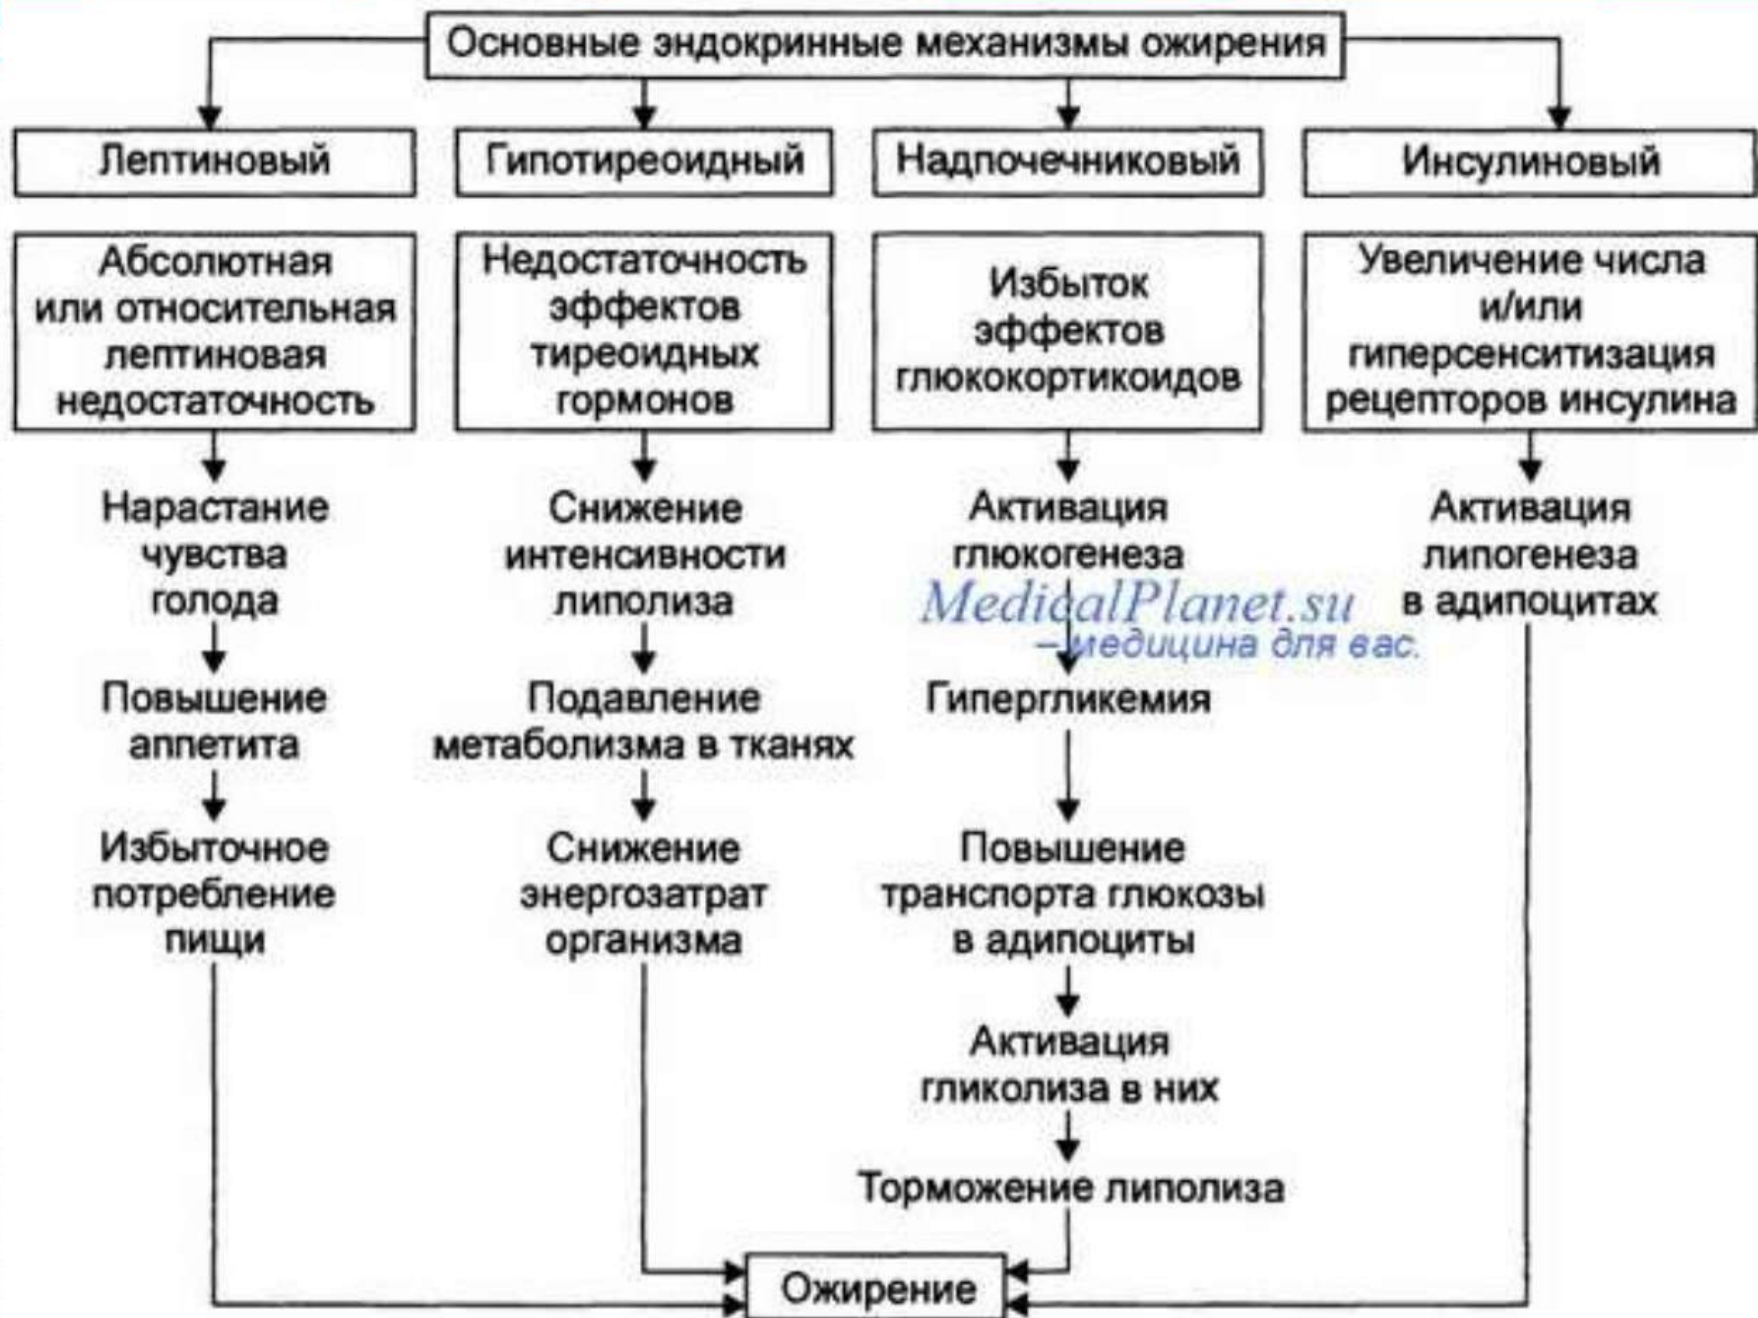 Основные эндокринные механизмы ожирения
Лептиновый
Гипотиреоидный
Надпочечниковый
Инсулиновый
Абсолютная
или относительная
лептиновая
недостаточность
Недостаточность
эффектов
тиреоидных
гормонов
Избыток
эффектов
глюкокортикоидов
Увеличение числа
и/или
гиперсенситизация
рецепторов инсулина
Нарастание
чувства
голода
Снижение
интенсивности
липолиза
Активация
глюкогенеза
Активация
липогенеза
в адипоцитах
MedicalPlanet.su
– медицина для вас.
Повышение
аппетита
Подавление
метаболизма в тканях
Гипергликемия
Избыточное
потребление
пищи
Снижение
энергозатрат
организма
Повышение
транспорта глюкозы
в адипоциты
Активация
гликолиза в них
Торможение липолиза
Ожирение